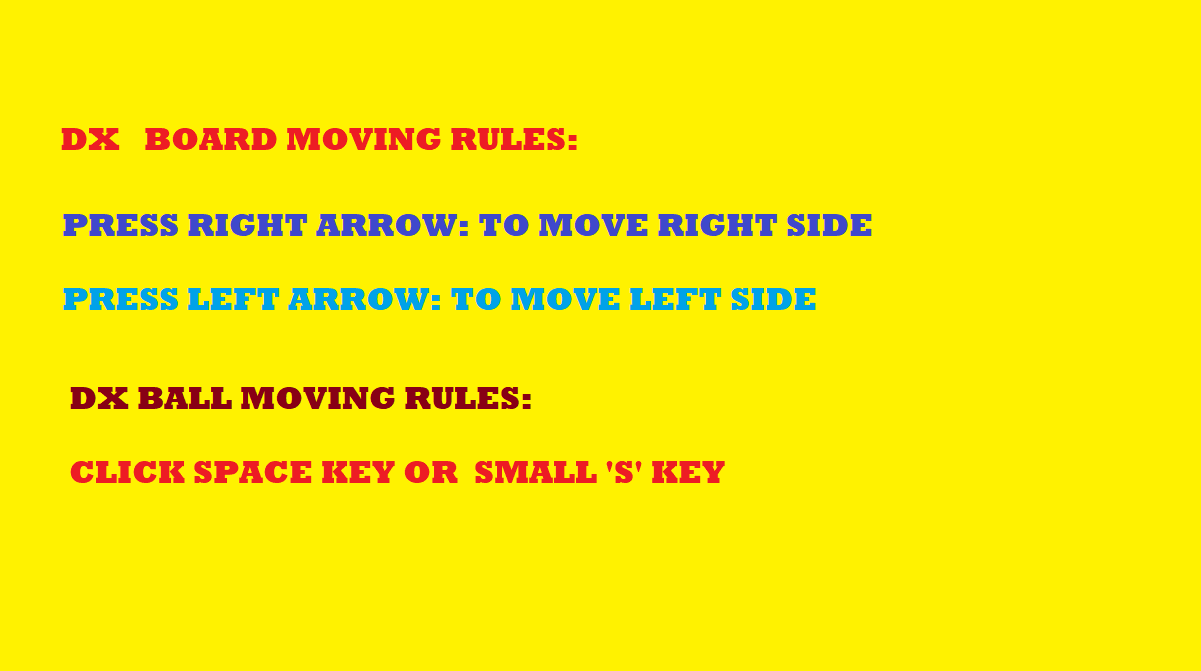 DX   BOARD MOVING RULES:
PRESS RIGHT ARROW: TO MOVE RIGHT SIDE
PRESS LEFT ARROW: TO MOVE LEFT SIDE
DX BALL MOVING RULES:
CLICK SPACE KEY OR  SMALL 'S' KEY